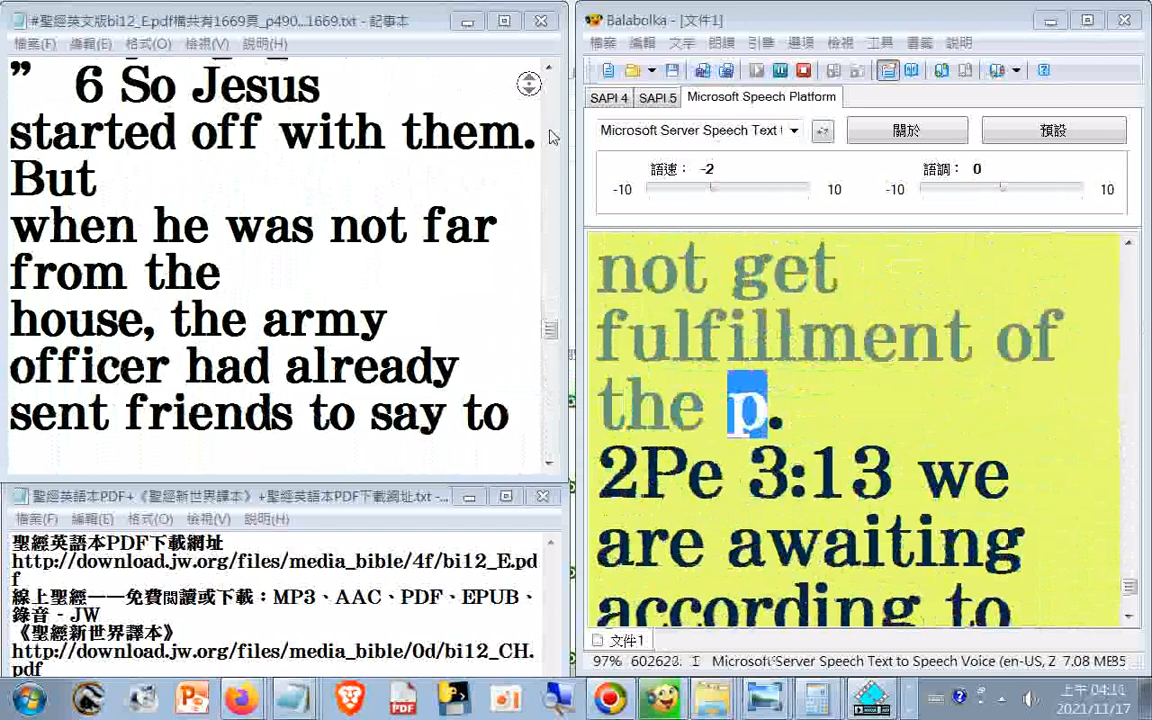 #聖經英文版bi12_E.pdf檔共有1669頁_p490...1669.txt - 記事本
檔案(F) 編輯(E) 格式(O) 檢視(V) 說明(H)
” 6 So Jesus
started off with them.
But
when he was not far
from the
house, the army
officer had already
sent friends to say to
聖經英語本PDF+《聖經新世界譯本》+聖經英語本PDF下載網址.txt -...
檔案(F) 編輯(E) 格式(O) 檢視(V) 說明(H)
聖經英語本PDF下載網址
http://download.jw.org/files/media_bible/4f/bi12_E.pd
f
線上聖經——免費閱讀或下載：MP3、AAC、PDF、EPUB、
錄音 - JW
《聖經新世界譯本》
http://download.jw.org/files/media_bible/0d/bi12_CH.
pdf
Balabolka - [文件1]
檔案 編輯 文字 朗讀 引擎 選項 檢視 工具 書籤 說明
SAPI 4 SAPI 5 Microsoft Speech Platform
Microsoft Server Speech Text 關於 預設
語速： -2 語調： 0
-10 10 -10 10
not get
fulfillment of
the p.
2Pe 3:13 we
are awaiting
according to
文件1
97% Microsoft Server Speech Text to Speech Voice (en-US, Z 7.08 MB
2021/11/17